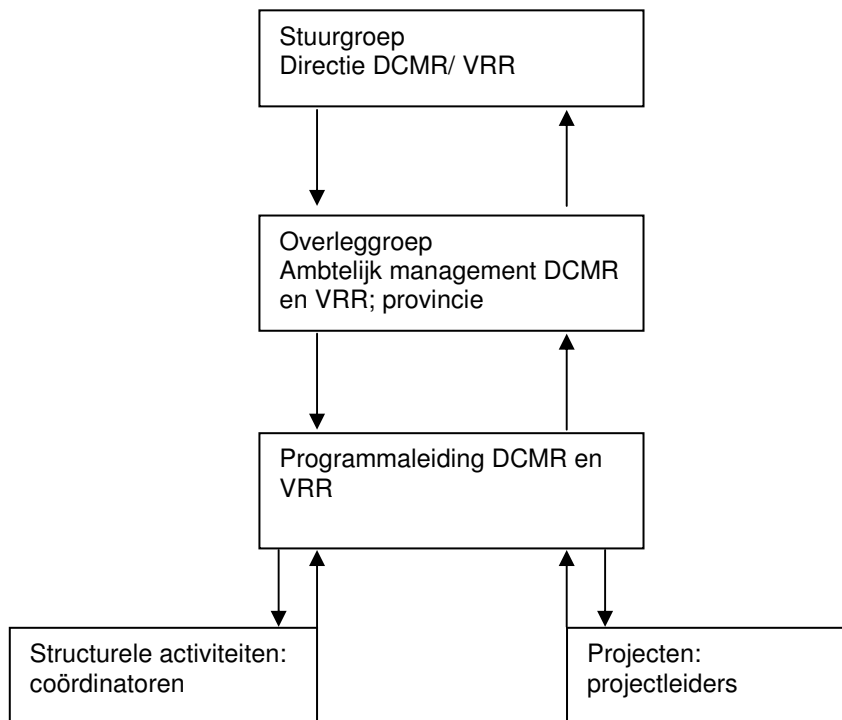 Stuurgroep
Directie DCMR/ VRR
Overleggroep
Ambtelijk management DCMR
en VRR; provincie
Programmaleiding DCMR en
VRR
Structurele activiteiten:
coördinatoren
Projecten:
projectleiders